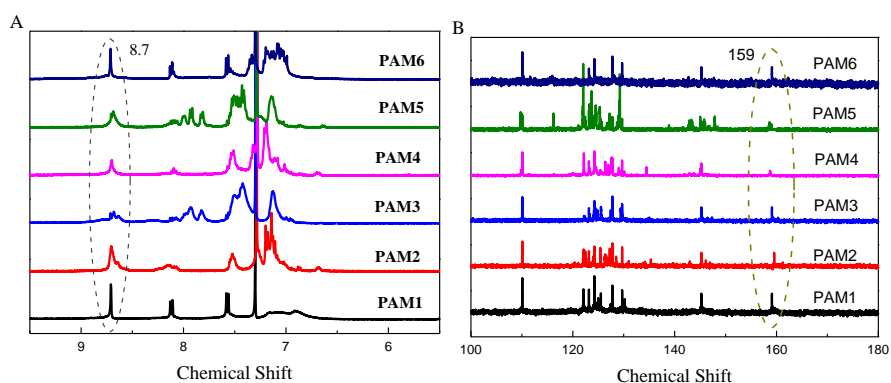 A
8.7
PAM6
PAM5
PAM4
PAM3
PAM2
PAM1
9
8
7
6
Chemical Shift
B
159
PAM6
PAM5
PAM4
PAM3
PAM2
PAM1
100
120
140
160
180
Chemical Shift